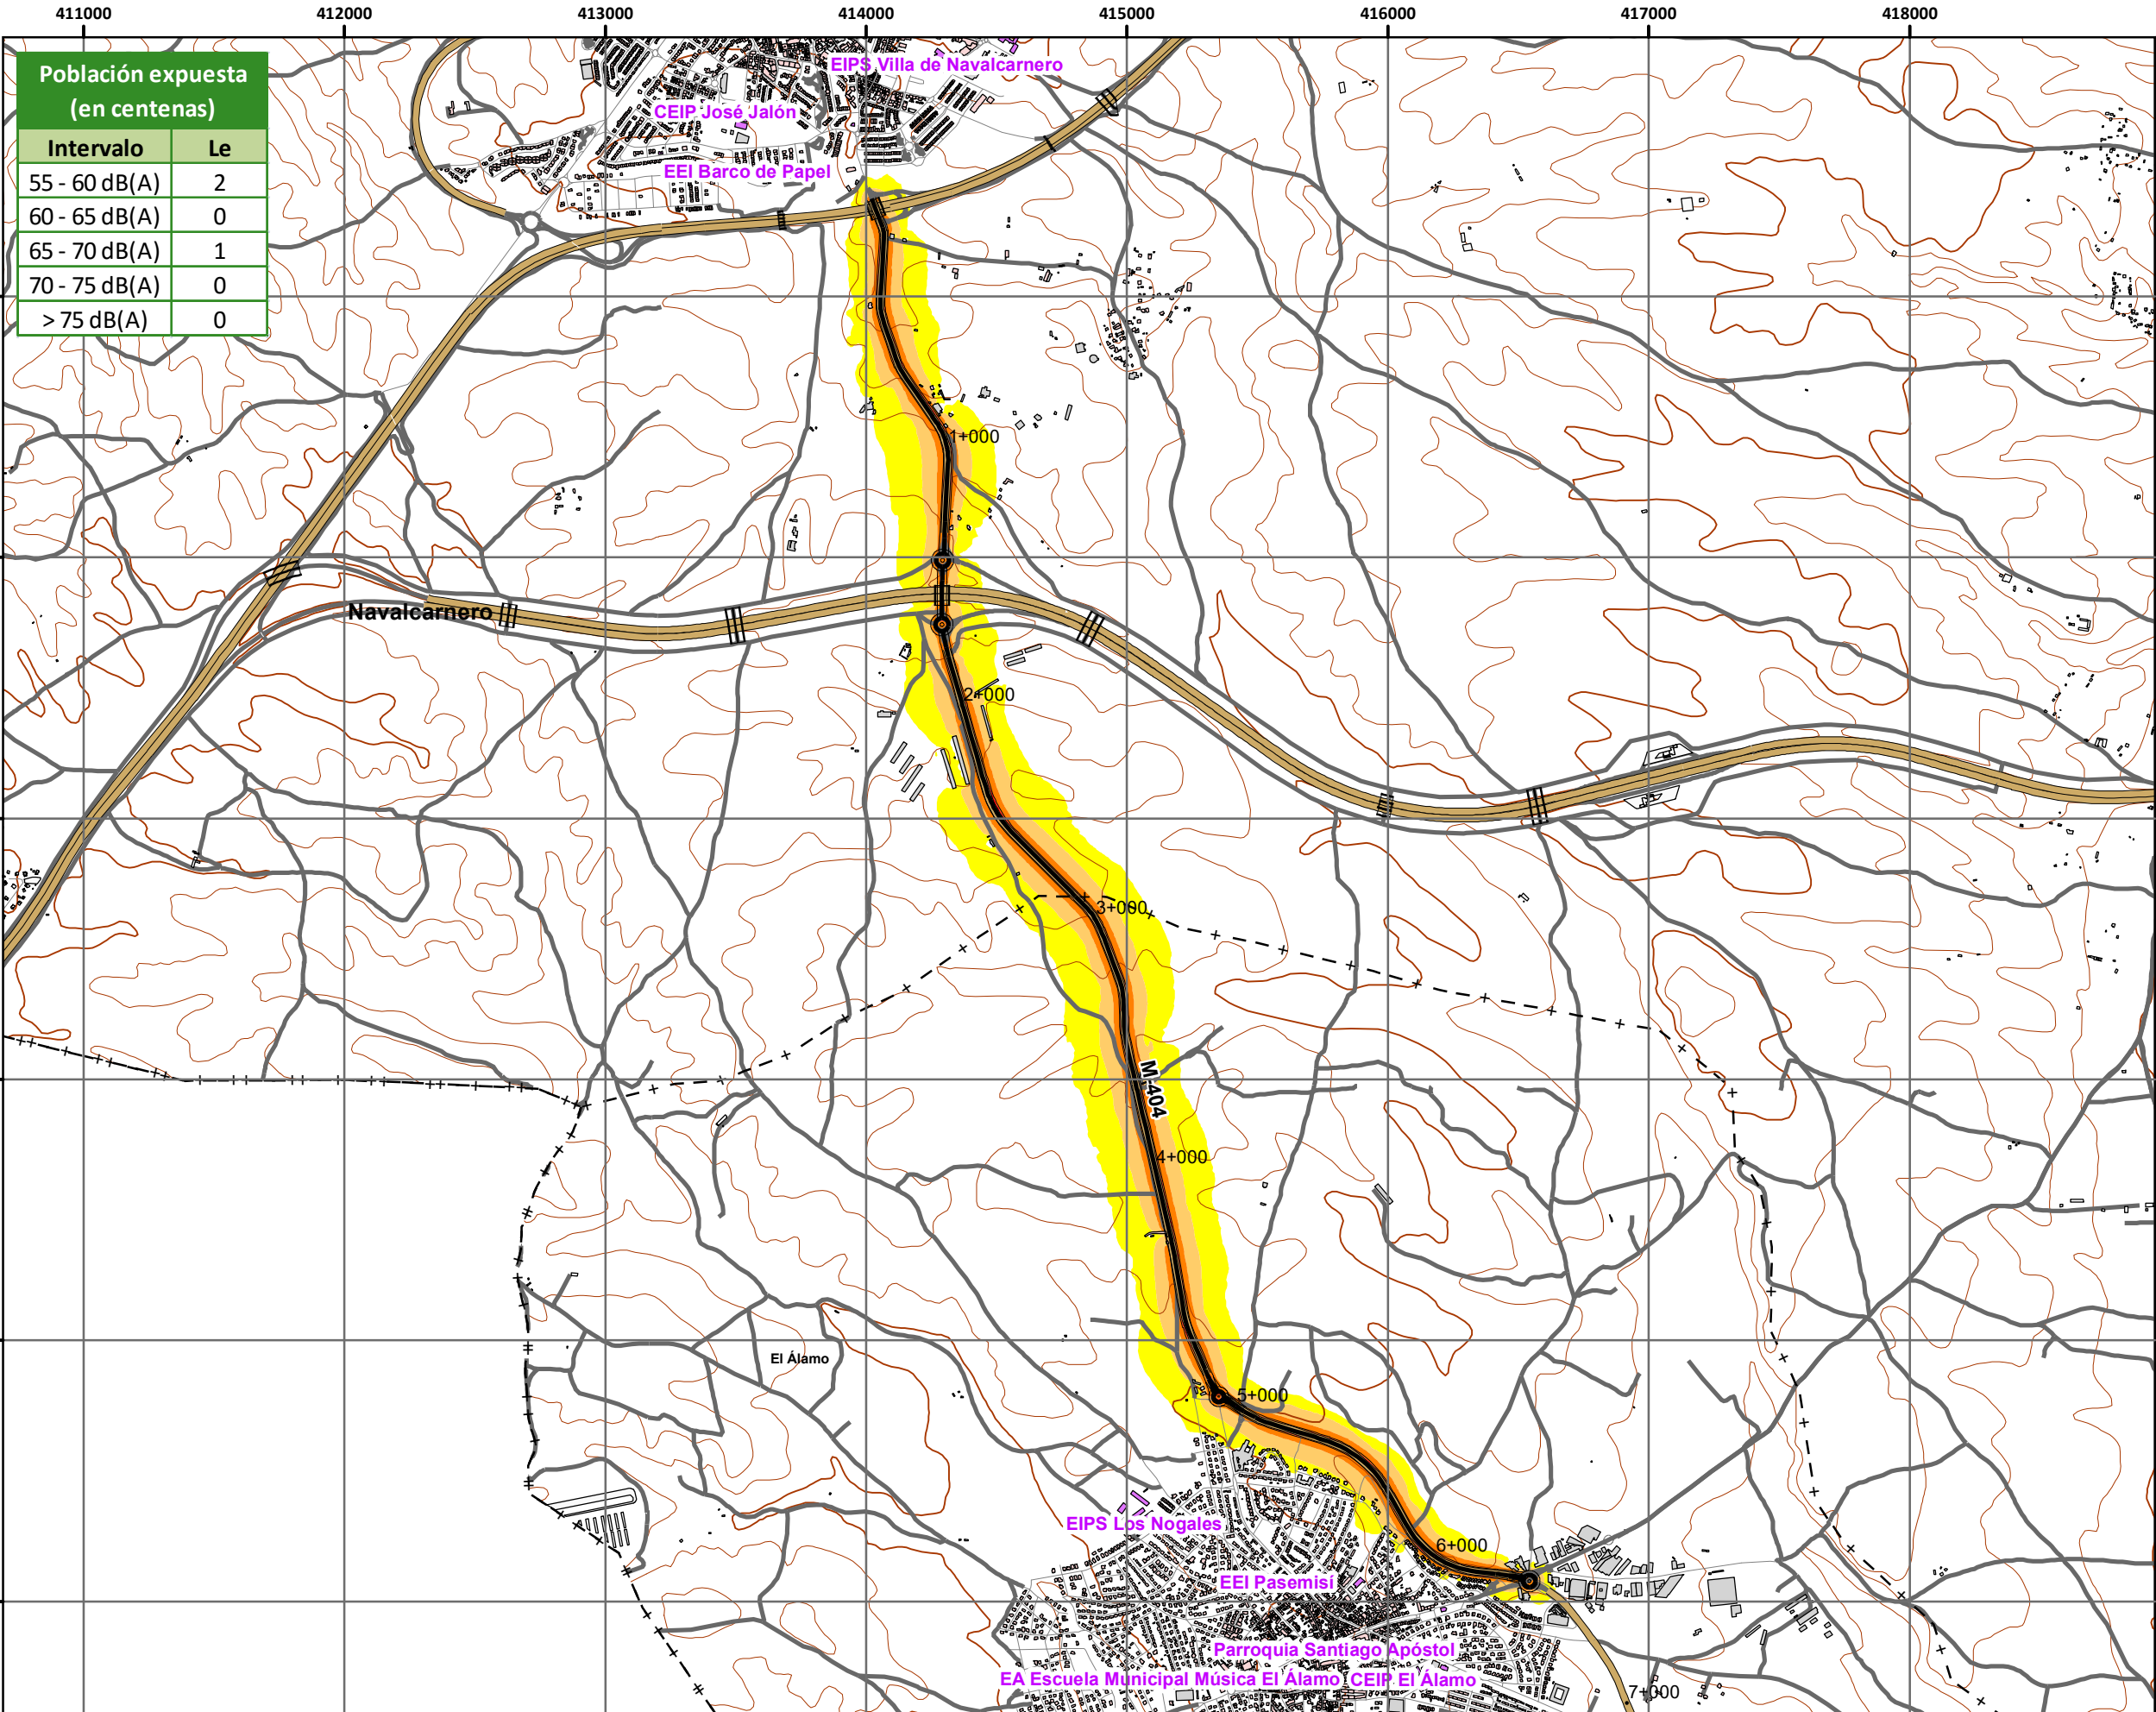 411000 412000 413000 414000 415000 416000 417000 418000
Población expuesta
(en centenas)
Intervalo Le
55 - 60 dB(A) 2
60 - 65 dB(A) 0
65 - 70 dB(A) 1
70 - 75 dB(A) 0
> 75 dB(A) 0
EIPS Villa de Navalcarnero
CEIP José Jalón
EEI Barco de Papel
1+000
Navalcarnero
2+000
3+000
M-404
4+000
El Álamo
5+000
EIPS Los Nogales
6+000
EEI Pasemisí
Parroquia Santiago Apóstol
EA Escuela Municipal Música El Álamo CEIP El Álamo
7+000